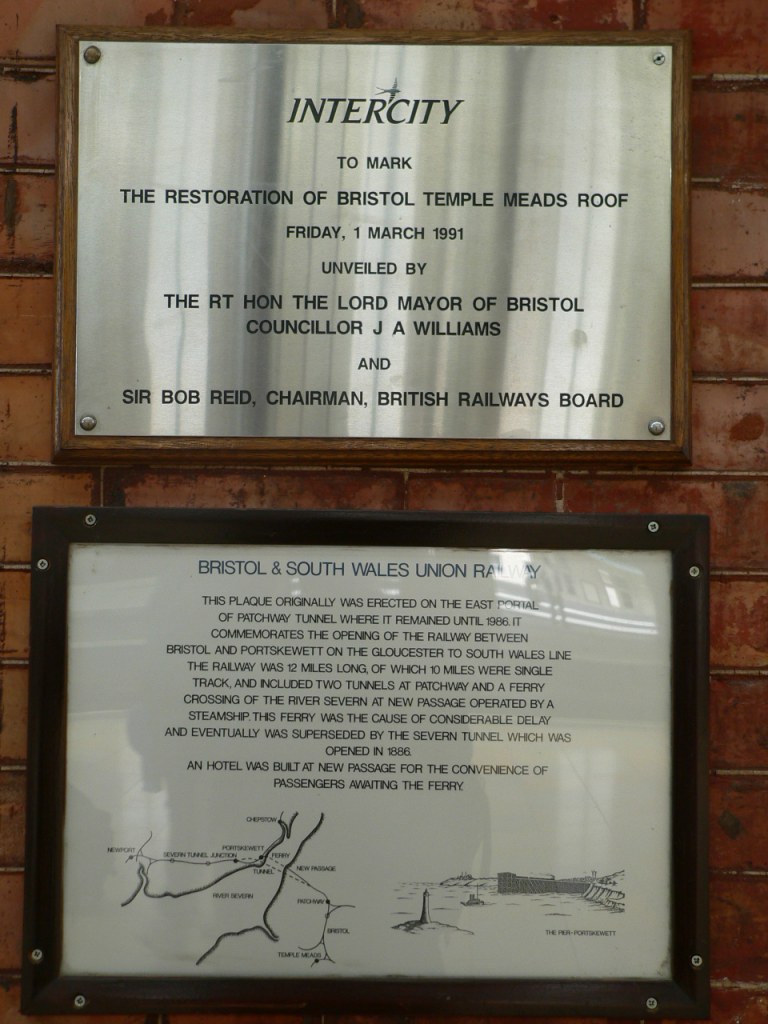 INTERCITY
TO MARK
THE RESTORATION OF BRISTOL TEMPLE MEADS ROOF
FRIDAY, 1 MARCH 1991
UNVEILED BY
THE RT HON THE LORD MAYOR OF BRISTOL
COUNCILLOR J A WILLIAMS
AND
SIR BOB REID, CHAIRMAN, BRITISH RAILWAYS BOARD
BRISTOL & SOUTH WALES UNION RAILWAY
THIS PLAQUE ORIGINALLY WAS ERECTED ON THE EAST PORTAL
OF PATCHWAY TUNNEL WHERE IT REMAINED UNTIL 1986. IT
COMMEMORATES THE OPENING OF THE RAILWAY BETWEEN
BRISTOL AND PORTSKEWETT ON THE GLOUCESTER TO SOUTH WALES LINE
THE RAILWAY WAS 12 MILES LONG, OF WHICH 10 MILES WERE SINGLE
TRACK, AND INCLUDED TWO TUNNELS AT PATCHWAY AND A FERRY
CROSSING OF THE RIVER SEVERN AT NEW PASSAGE OPERATED BY A
STEAMSHIP. THIS FERRY WAS THE CAUSE OF CONSIDERABLE DELAY
AND EVENTUALLY WAS SUPERSEDED BY THE SEVERN TUNNEL WHICH WAS
OPENED IN 1886.
AN HOTEL WAS BUILT AT NEW PASSAGE FOR THE CONVENIENCE OF
PASSENGERS AWAITING THE FERRY.
CHEPSTOW
NEWPORT
SEVERN TUNNEL JUNCTION
PORTSKEWETT
FERRY
TUNNEL
NEW PASSAGE
RIVER SEVERN
PATCHWAY
BRISTOL
TEMPLE MEADS
THE PIER-PORTSKEWETT